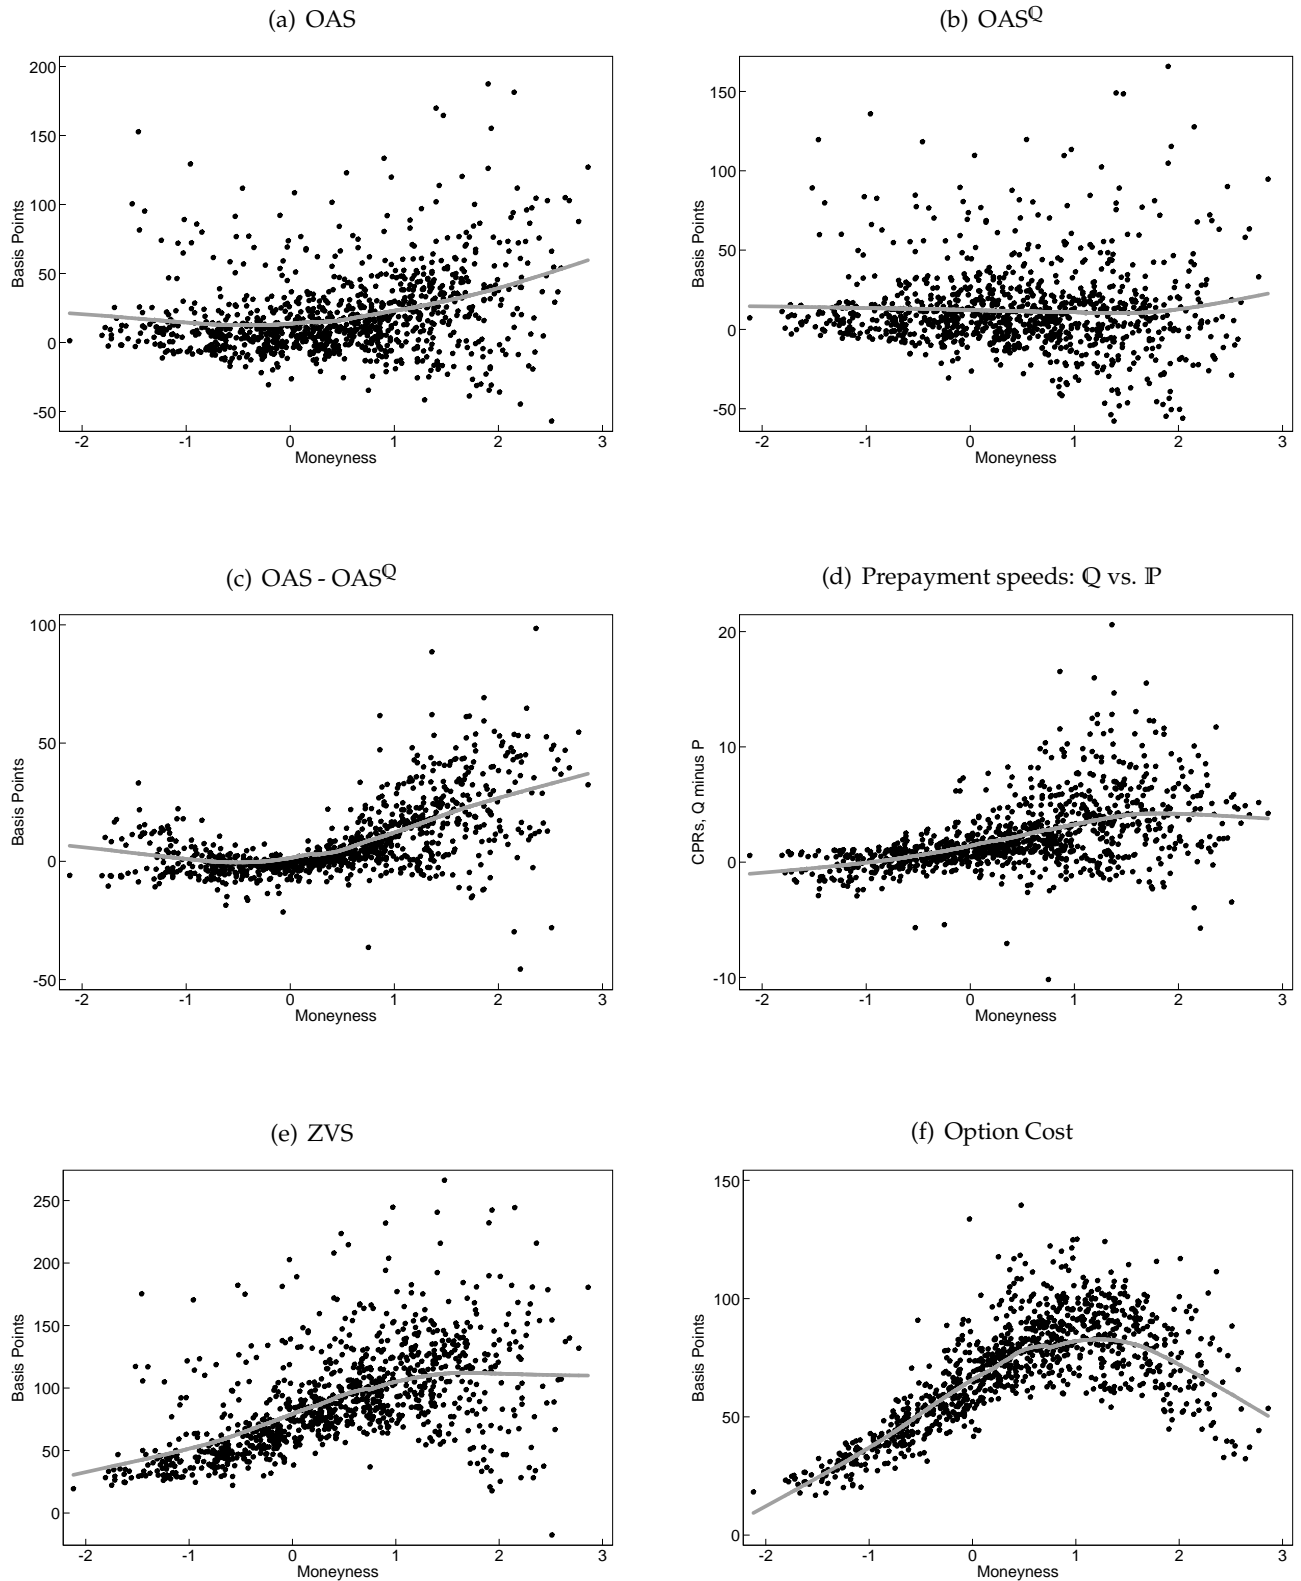 (a) OAS
200
150
100
50
0
-50
Basis Points
-2 -1 0 1 2 3
Moneyness
(b) OASℚ
150
100
50
0
-50
Basis Points
-2 -1 0 1 2 3
Moneyness
(c) OAS - OASℚ
100
50
0
-50
Basis Points
-2 -1 0 1 2 3
Moneyness
(d) Prepayment speeds: ℚ vs. ℙ
20
10
0
-10
CPRs, Q minus P
-2 -1 0 1 2 3
Moneyness
(e) ZVS
250
200
150
100
50
0
Basis Points
-2 -1 0 1 2 3
Moneyness
(f) Option Cost
150
100
50
0
Basis Points
-2 -1 0 1 2 3
Moneyness